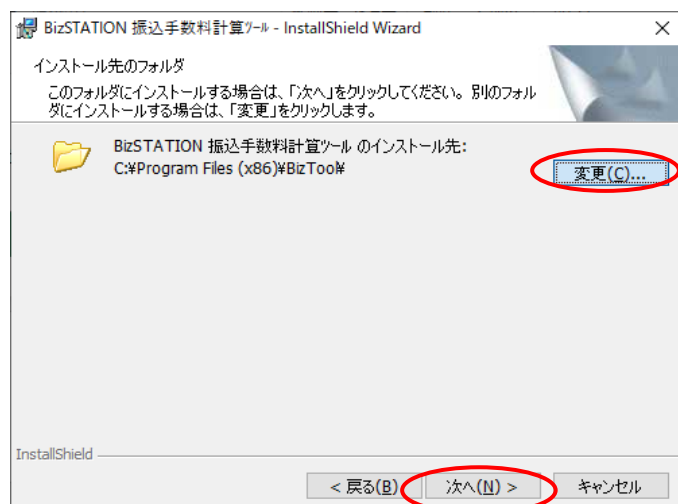 BizSTATION 振込手数料計算ﾂｰﾙ - InstallShield Wizard
インストール先のフォルダ
このフォルダにインストールする場合は、「次へ」をクリックしてください。別のフォル
ダにインストールする場合は、「変更」をクリックします。
BizSTATION 振込手数料計算ﾂｰﾙ のインストール先:
C:¥Program Files (x86)¥BizTool¥
変更(C)...
InstallShield
< 戻る(B)
次へ(N) >
キャンセル